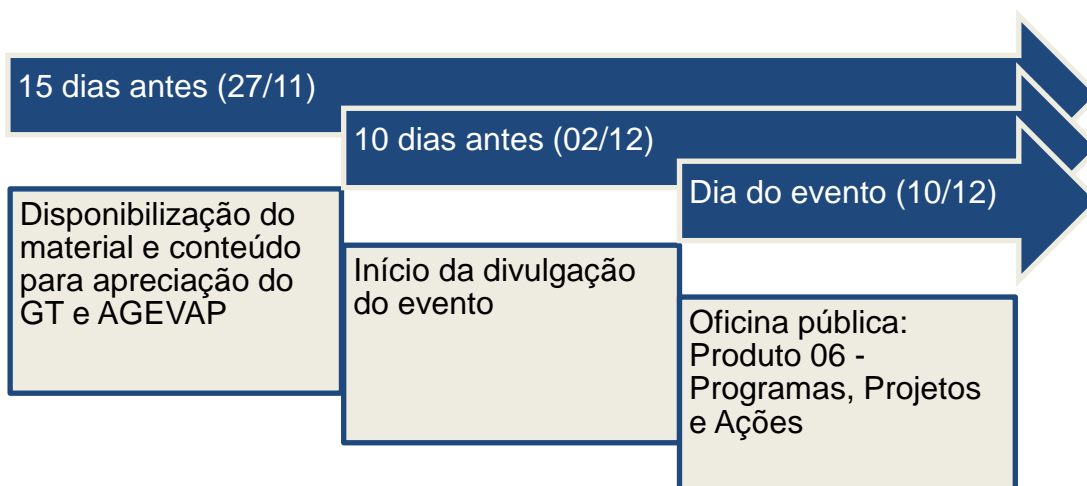 15 dias antes (27/11)
10 dias antes (02/12)
Dia do evento (10/12)
Disponibilização do
material e conteúdo
para apreciação do
GT e AGEVAP
Início da divulgação
do evento
Oficina pública:
Produto 06 -
Programas, Projetos
e Ações